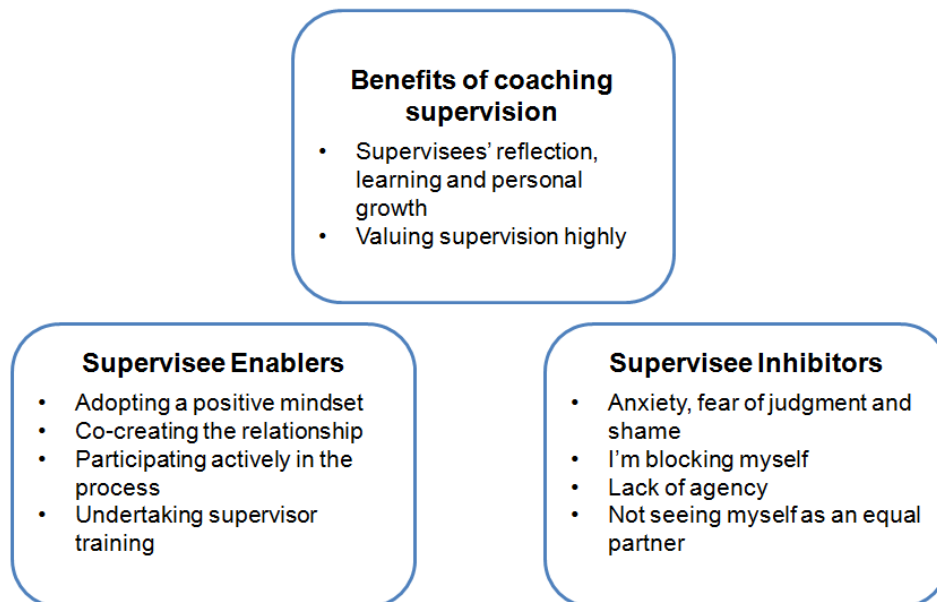 Benefits of coaching
supervision
• Supervisees’ reflection,
learning and personal
growth
• Valuing supervision highly
Supervisee Enablers
• Adopting a positive mindset
• Co-creating the relationship
• Participating actively in the
process
• Undertaking supervisor
training
Supervisee Inhibitors
• Anxiety, fear of judgment and
shame
• I’m blocking myself
• Lack of agency
• Not seeing myself as an equal
partner